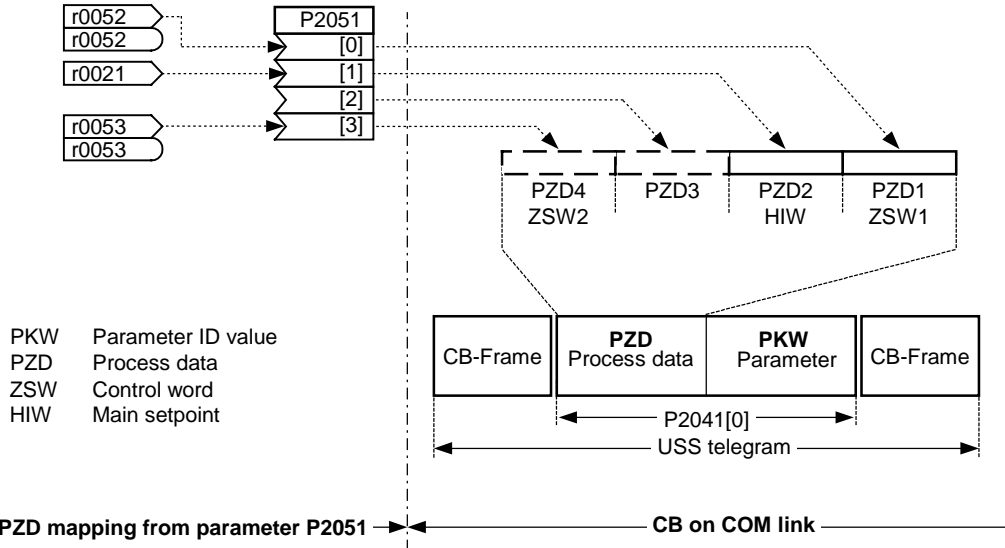 r0052
r0052
r0021
r0053
r0053
P2051
[0]
[1]
[2]
[3]
PZD4
ZSW2
PZD3
PZD2
HIW
PZD1
ZSW1
PKW Parameter ID value
PZD Process data
ZSW Control word
HIW Main setpoint
CB-Frame
PZD
Process data
PKW
Parameter
CB-Frame
P2041[0]
USS telegram
PZD mapping from parameter P2051
CB on COM link